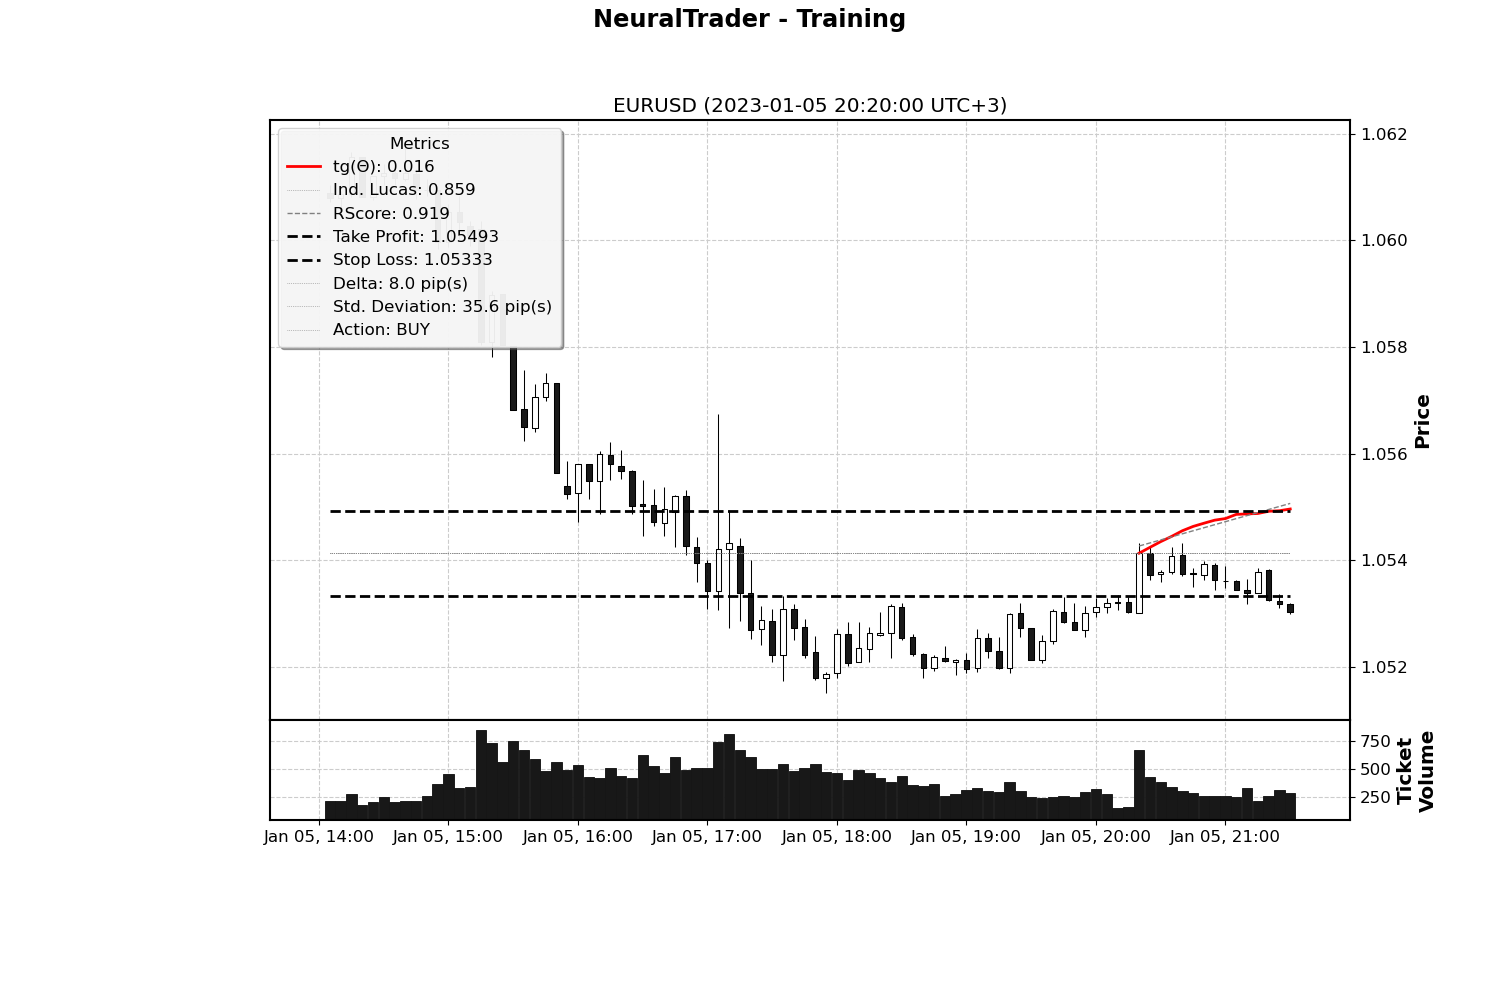 NeuralTrader - Training
EURUSD (2023-01-05 20:20:00 UTC+3)
Metrics
tg(Θ): 0.016
Ind. Lucas: 0.859
RScore: 0.919
Take Profit: 1.05493
Stop Loss: 1.05333
Delta: 8.0 pip(s)
Std. Deviation: 35.6 pip(s)
Action: BUY
1.062
1.060
1.058
1.056
1.054
1.052
Price
750
500
250
Ticket
Volume
Jan 05, 14:00
Jan 05, 15:00
Jan 05, 16:00
Jan 05, 17:00
Jan 05, 18:00
Jan 05, 19:00
Jan 05, 20:00
Jan 05, 21:00